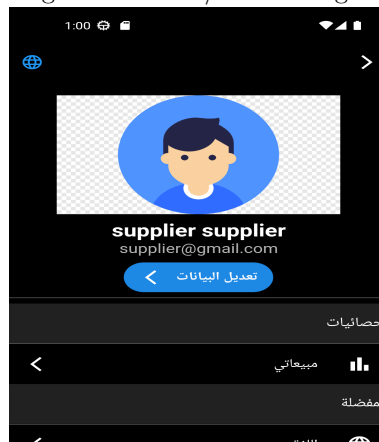 1:00
supplier supplier
supplier@gmail.com
تعديل البيانات
حصائيات
مبيعاتي
مفضلة